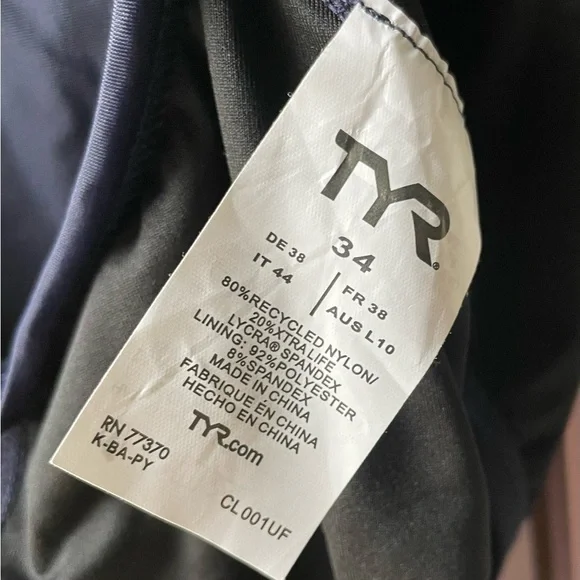 TYR®
34
DE 38 | FR 38
IT 44 | AUS L10
80%RECYCLED NYLON/
20%XTRA LIFE
LYCRA® SPANDEX
LINING: 92%POLYESTER
8%SPANDEX
MADE IN CHINA
FABRIQUE EN CHINA
HECHO EN CHINA
TYR.com
RN 77370
K-BA-PY
CL001UF